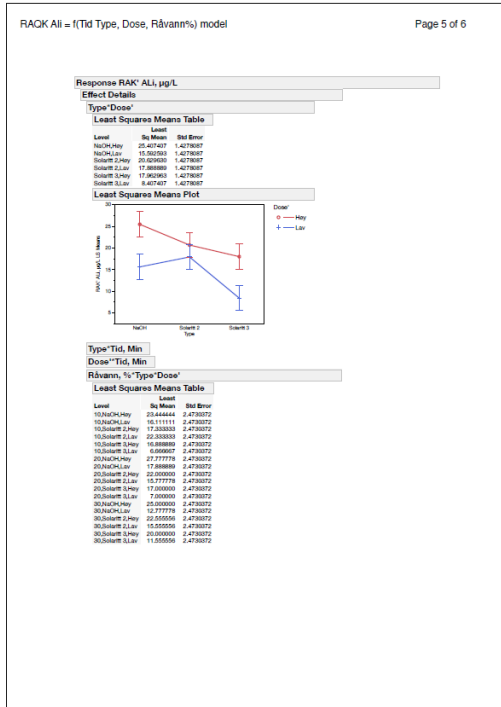 RAQK Ali = f(Tid Type, Dose, Råvann%) model Page 5 of 6
Response RAK' ALi, µg/L
Effect Details
Type*Dose'
Least Squares Means Table
Least
Level Sq Mean Std Error
NaOH,Høy 25.407407 1.4278087
NaOH,Lav 15.592593 1.4278087
Solaritt 2,Høy 20.629630 1.4278087
Solaritt 2,Lav 17.888889 1.4278087
Solaritt 3,Høy 17.962963 1.4278087
Solaritt 3,Lav 8.407407 1.4278087
Least Squares Means Plot
30
25
20
15
10
5
RAK' ALi, µg/L LS Means
NaOH Solaritt 2 Solaritt 3
Type
Dose'
Høy
Lav
Type*Tid, Min
Dose'*Tid, Min
Råvann, %*Type*Dose'
Least Squares Means Table
Least
Level Sq Mean Std Error
10,NaOH,Høy 23.444444 2.4730372
10,NaOH,Lav 16.111111 2.4730372
10,Solaritt 2,Høy 17.333333 2.4730372
10,Solaritt 2,Lav 22.333333 2.4730372
10,Solaritt 3,Høy 16.888889 2.4730372
10,Solaritt 3,Lav 6.666667 2.4730372
20,NaOH,Høy 27.777778 2.4730372
20,NaOH,Lav 17.888889 2.4730372
20,Solaritt 2,Høy 22.000000 2.4730372
20,Solaritt 2,Lav 15.777778 2.4730372
20,Solaritt 3,Høy 17.000000 2.4730372
20,Solaritt 3,Lav 7.000000 2.4730372
30,NaOH,Høy 25.000000 2.4730372
30,NaOH,Lav 12.777778 2.4730372
30,Solaritt 2,Høy 22.555556 2.4730372
30,Solaritt 2,Lav 15.555556 2.4730372
30,Solaritt 3,Høy 20.000000 2.4730372
30,Solaritt 3,Lav 11.555556 2.4730372